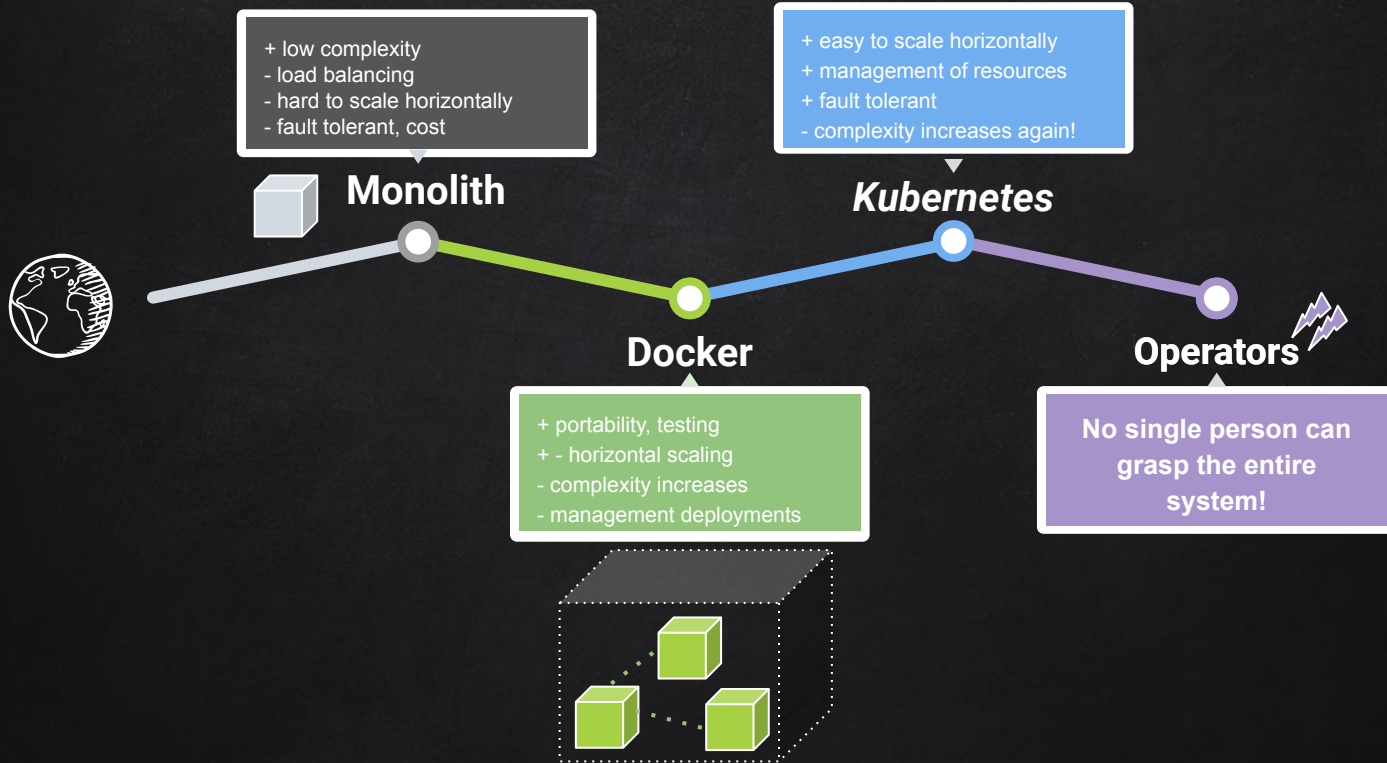 + low complexity
- load balancing
- hard to scale horizontally
- fault tolerant, cost
Monolith
+ easy to scale horizontally
+ management of resources
+ fault tolerant
- complexity increases again!
Kubernetes
Docker
+ portability, testing
+ - horizontal scaling
- complexity increases
- management deployments
Operators
No single person can
grasp the entire
system!